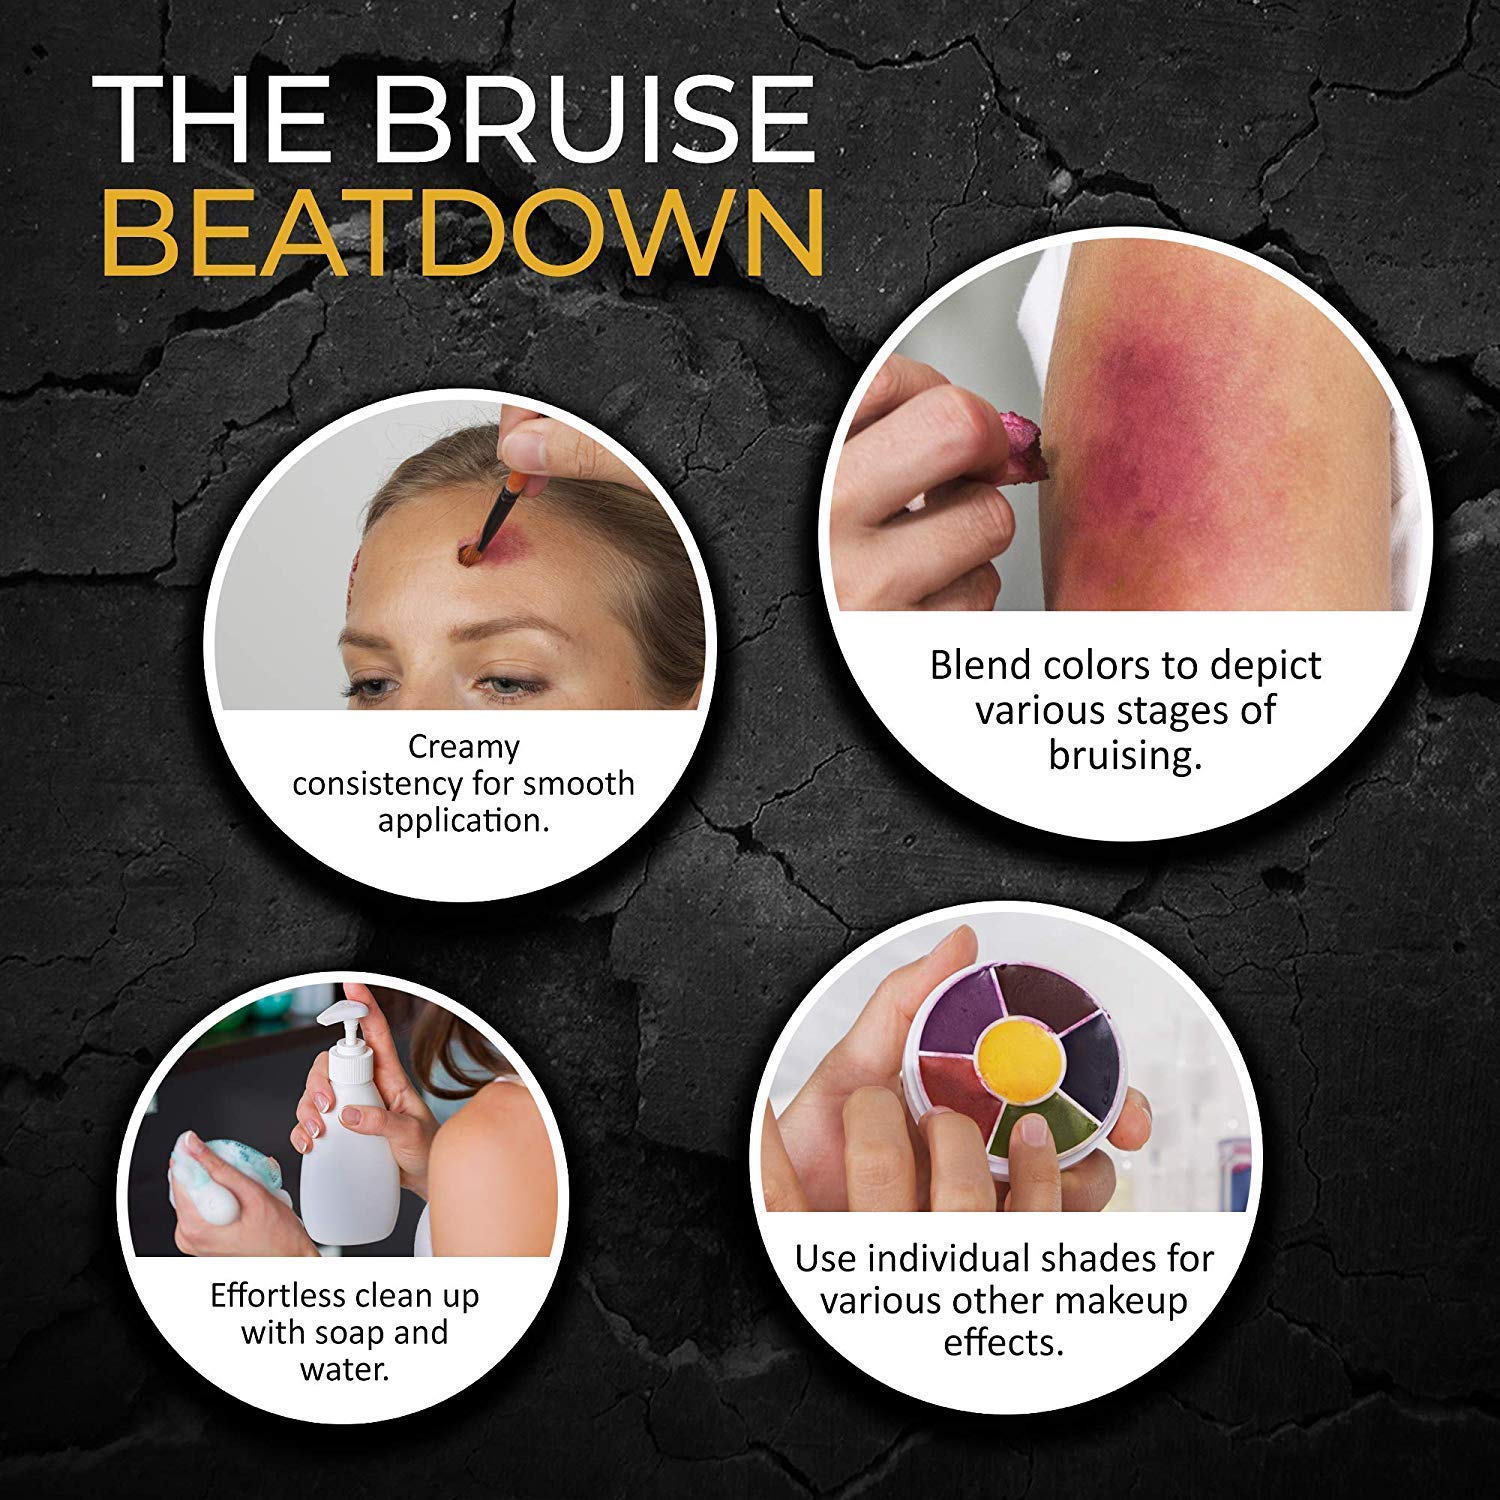 THE BRUISE
BEATDOWN
Creamy
consistency for smooth
application.
Blend colors to depict
various stages of
bruising.
Effortless clean up
with soap and
water.
Use individual shades for
various other makeup
effects.